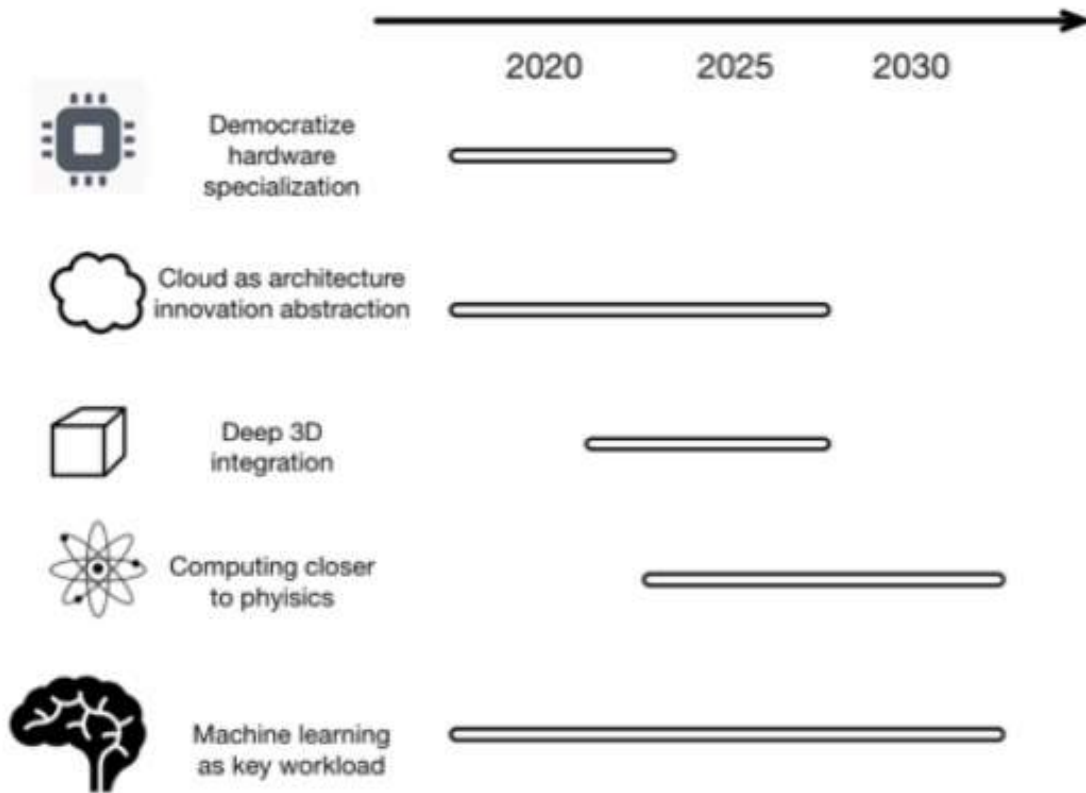 2020 2025 2030
Democratize
hardware
specialization
Cloud as architecture
innovation abstraction
Deep 3D
integration
Computing closer
to phyisics
Machine learning
as key workload